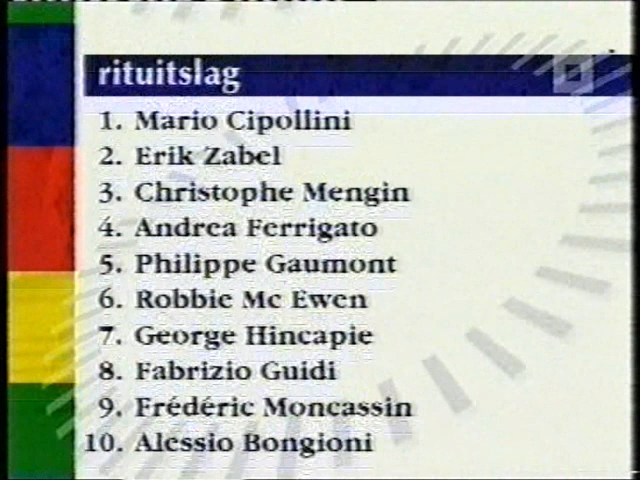 rituitslag
1. Mario Cipollini
2. Erik Zabel
3. Christophe Mengin
4. Andrea Ferrigato
5. Philippe Gaumont
6. Robbie Mc Ewen
7. George Hincapie
8. Fabrizio Guidi
9. Frédéric Moncassin
10. Alessio Bongioni